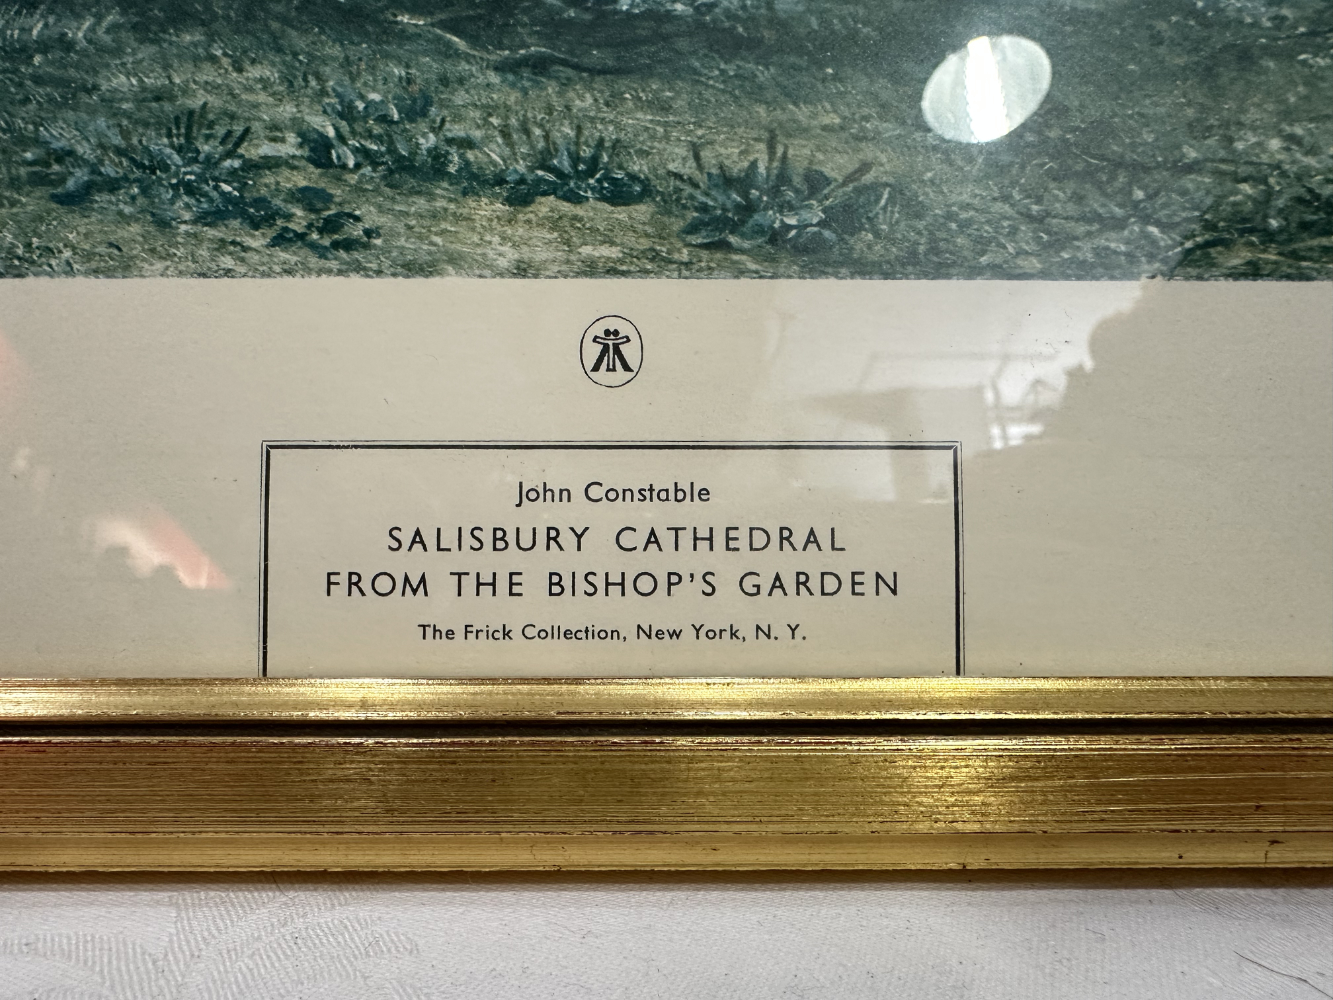 John Constable
SALISBURY CATHEDRAL
FROM THE BISHOP'S GARDEN
The Frick Collection, New York, N. Y.